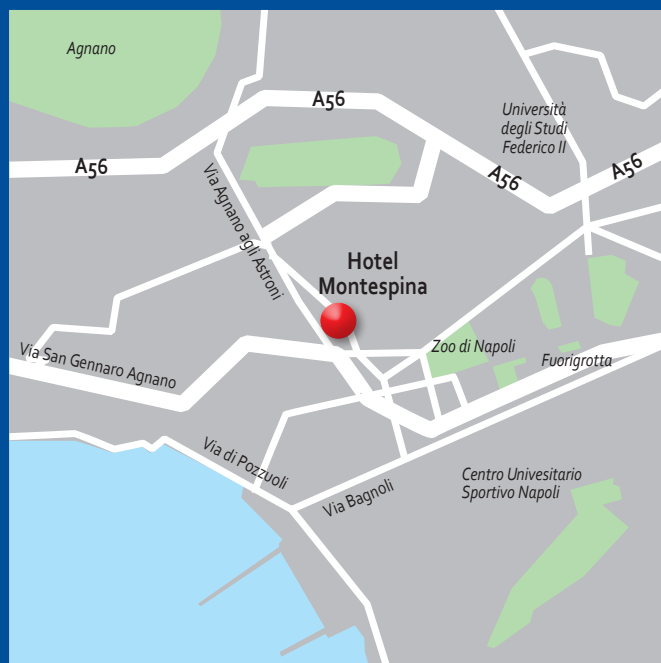 Agnano
A56
Università
degli Studi
Federico II
A56
A56
A56
Via Agnano agli Astroni
Hotel
Montespina
Zoo di Napoli
Via San Gennaro Agnano
Fuorigrotta
Via di Pozzuoli
Centro Univesitario
Sportivo Napoli
Via Bagnoli